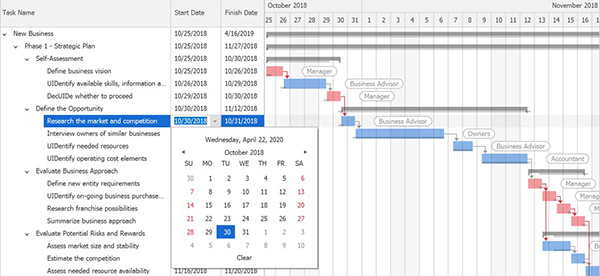 Task Name Start Date Finish Date October 2018 November 2018
25 26 27 28 29 30 31 1 2 3 4 5 6 7 8 9 10 11 12 13 14 15 16 17
New Business 10/25/2018 4/16/2019
Phase 1 - Strategic Plan 10/25/2018 11/27/2018
Self-Assessment 10/25/2018 10/30/2018
Define business vision 10/25/2018 10/26/2018 Manager
UIDentify available skills, information a... 10/26/2018 10/29/2018 Business Advisor
DecUIDe whether to proceed 10/29/2018 10/30/2018 Manager
Define the Opportunity 10/30/2018 11/12/2018
Research the market and competition 10/30/2018 10/31/2018 Business Advisor
Interview owners of similar businesses Owners
UIDentify needed resources Business Advisor
UIDentify operating cost elements Accountant
Evaluate Business Approach
Define new entity requirements Manager
UIDentify on-going business purchase... Manager
Research franchise possibilities
Summarize business approach
Evaluate Potential Risks and Rewards
Assess market size and stability
Estimate the competition
Assess needed resource availability 11/16/2018 11/20/2018
Wednesday, April 22, 2020
October 2018
SU MO TU WE TH FR SA
30 1 2 3 4 5 6
7 8 9 10 11 12 13
14 15 16 17 18 19 20
21 22 23 24 25 26 27
28 29 30 31 1 2 3
4 5 6 7 8 9 10
Clear